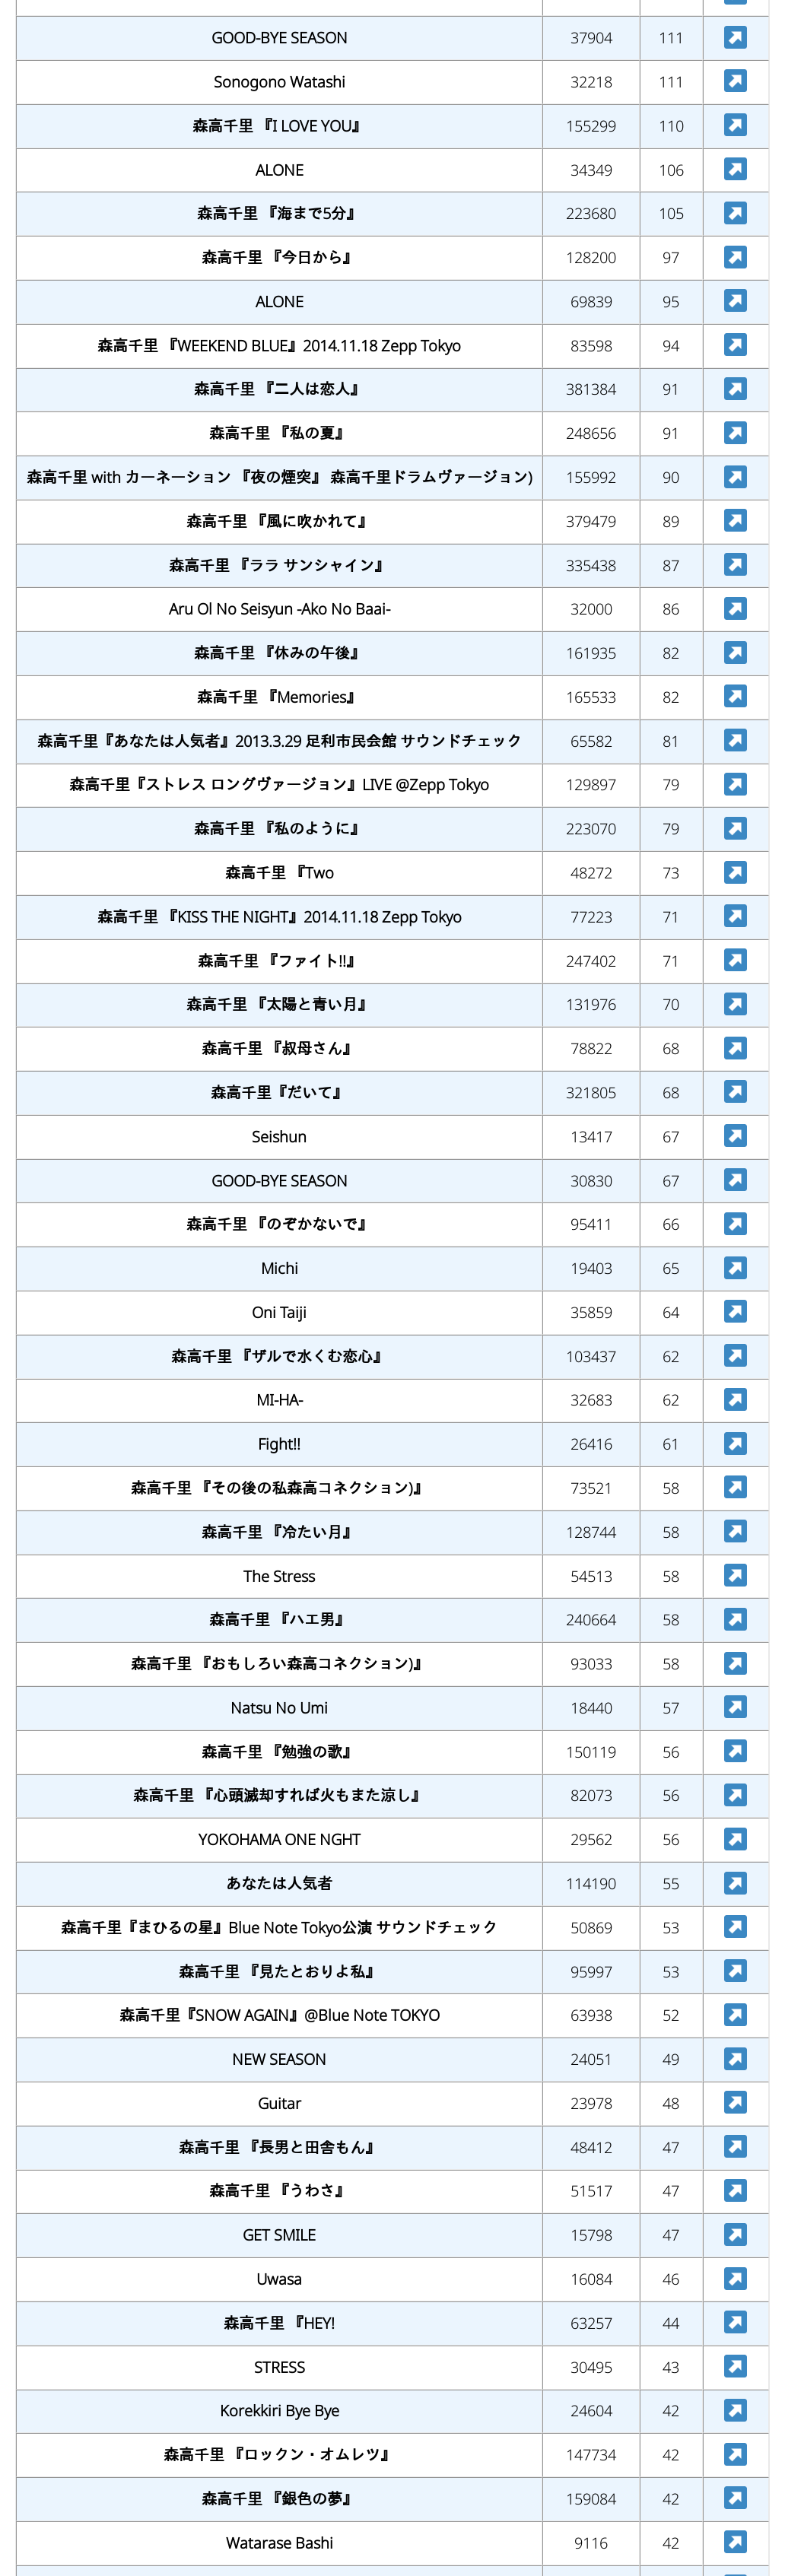 GOOD-BYE SEASON 37904 111
Sonogono Watashi 32218 111
森高千里 『I LOVE YOU』 155299 110
ALONE 34349 106
森高千里 『海まで5分』 223680 105
森高千里 『今日から』 128200 97
ALONE 69839 95
森高千里 『WEEKEND BLUE』2014.11.18 Zepp Tokyo 83598 94
森高千里 『二人は恋人』 381384 91
森高千里 『私の夏』 248656 91
森高千里 with カーネーション 『夜の煙突』 森高千里ドラムヴァージョン) 155992 90
森高千里 『風に吹かれて』 379479 89
森高千里 『ララ サンシャイン』 335438 87
Aru Ol No Seisyun -Ako No Baai- 32000 86
森高千里 『休みの午後』 161935 82
森高千里 『Memories』 165533 82
森高千里『あなたは人気者』2013.3.29 足利市民会館 サウンドチェック 65582 81
森高千里『ストレス ロングヴァージョン』LIVE @Zepp Tokyo 129897 79
森高千里 『私のように』 223070 79
森高千里 『Two 48272 73
森高千里 『KISS THE NIGHT』2014.11.18 Zepp Tokyo 77223 71
森高千里 『ファイト!!』 247402 71
森高千里 『太陽と青い月』 131976 70
森高千里 『叔母さん』 78822 68
森高千里『だいて』 321805 68
Seishun 13417 67
GOOD-BYE SEASON 30830 67
森高千里 『のぞかないで』 95411 66
Michi 19403 65
Oni Taiji 35859 64
森高千里 『ザルで水くむ恋心』 103437 62
MI-HA- 32683 62
Fight!! 26416 61
森高千里 『その後の私森高コネクション)』 73521 58
森高千里 『冷たい月』 128744 58
The Stress 54513 58
森高千里 『ハエ男』 240664 58
森高千里 『おもしろい森高コネクション)』 93033 58
Natsu No Umi 18440 57
森高千里 『勉強の歌』 150119 56
森高千里 『心頭滅却すれば火もまた涼し』 82073 56
YOKOHAMA ONE NGHT 29562 56
あなたは人気者 114190 55
森高千里『まひるの星』Blue Note Tokyo公演 サウンドチェック 50869 53
森高千里 『見たとおりよ私』 95997 53
森高千里『SNOW AGAIN』@Blue Note TOKYO 63938 52
NEW SEASON 24051 49
Guitar 23978 48
森高千里 『長男と田舎もん』 48412 47
森高千里 『うわさ』 51517 47
GET SMILE 15798 47
Uwasa 16084 46
森高千里 『HEY! 63257 44
STRESS 30495 43
Korekkiri Bye Bye 24604 42
森高千里 『ロックン・オムレツ』 147734 42
森高千里 『銀色の夢』 159084 42
Watarase Bashi 9116 42